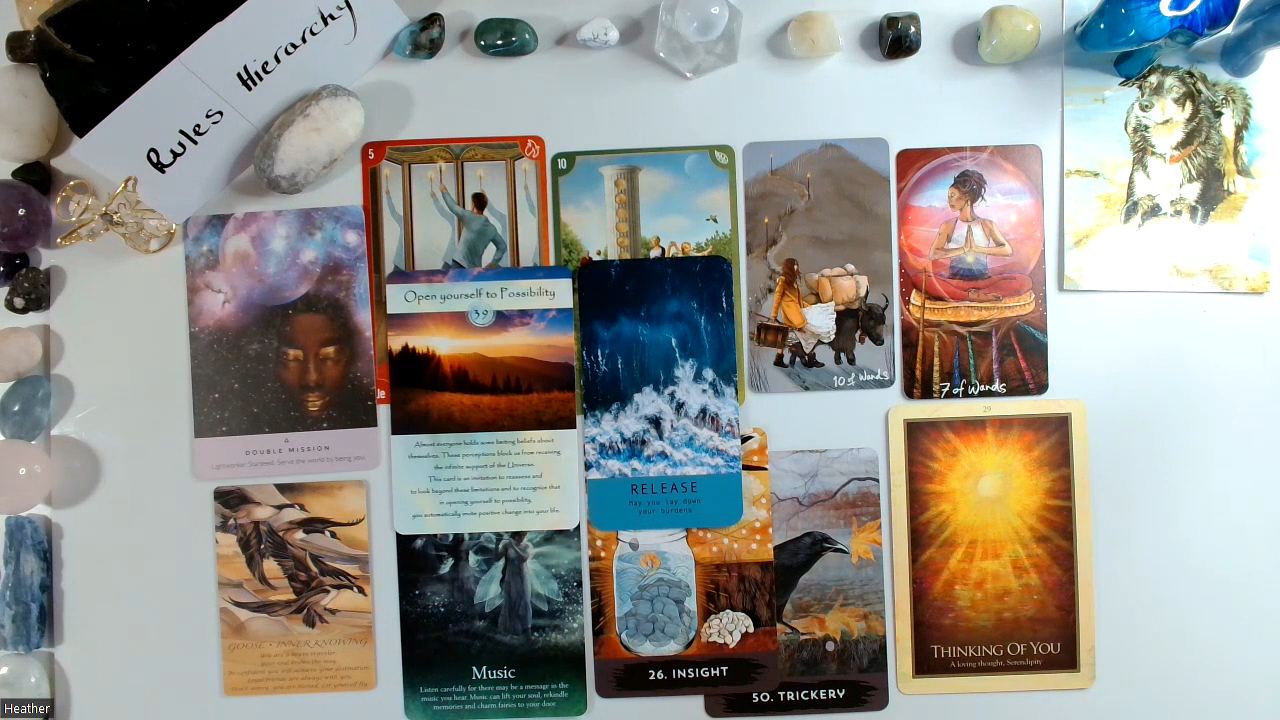 Rules Hierarchy
5
10
10 of Wands
7 of Wands
4
DOUBLE MISSION
Lightworker. Starseed. Serve the world by being you
Open yourself to Possibility
39
Almost everyone holds some limiting beliefs about
themselves. These perceptions block us from receiving
the infinite support of the Universe.
This card is an invitation to reassess and
to look beyond these limitations and to recognize that
in opening yourself to possibility,
you automatically invite positive change into your life.
RELEASE
May you lay down
your burdens
29
THINKING OF YOU
A loving thought, Serendipity
GOOSE • INNER KNOWING
Music
Listen carefully for there may be a message in the
music you hear. Music can lift your soul, rekindle
memories and charm fairies to your door
26. INSIGHT
50. TRICKERY
Heather